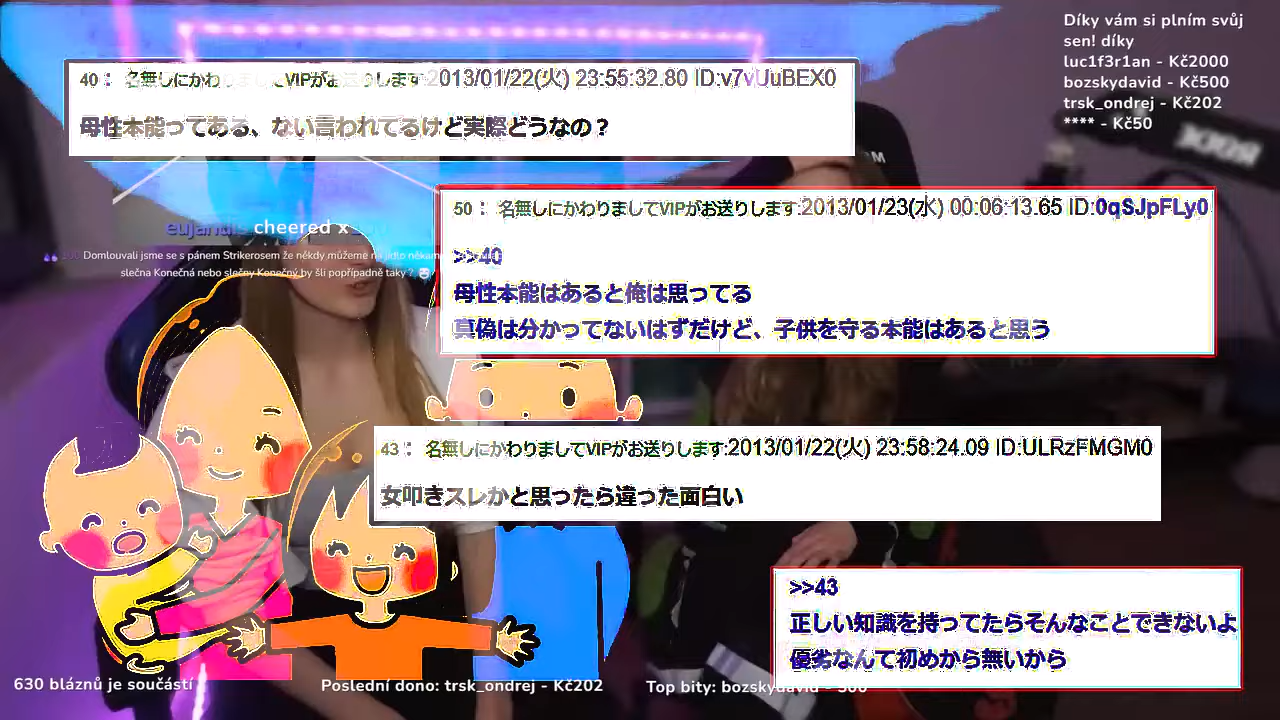 Díky vám si plním svůj
sen! díky
luc1f3r1an - Kč2000
bozskydavid - Kč500
trsk_ondrej - Kč202
**** - Kč50
40： 名無しにかわりましてVIPがお送りします:2013/01/22(火) 23:55:32.80 ID:v7vUuBEX0
母性本能ってある、ない言われてるけど実際どうなの？
50： 名無しにかわりましてVIPがお送りします:2013/01/23(水) 00:06:13.65 ID:0qSJpFLy0
>>40
母性本能はあると俺は思ってる
真偽は分かってないはずだけど、子供を守る本能はあると思う
cheered x
Domlouvali jsme se s pánem Strikerosem že někdy můžeme na jídlo někam
slečna Konečná nebo slečny Konečný by šli popřípadně taky ?
43： 名無しにかわりましてVIPがお送りします:2013/01/22(火) 23:58:24.09 ID:ULRzFMGM0
女叩きスレかと思ったら違った面白い
>>43
正しい知識を持ってたらそんなことできないよ
優劣なんて初めから無いから
630 bláznů je součástí
Poslední dono: trsk_ondrej - Kč202
Top bity: bozskydavid - 500